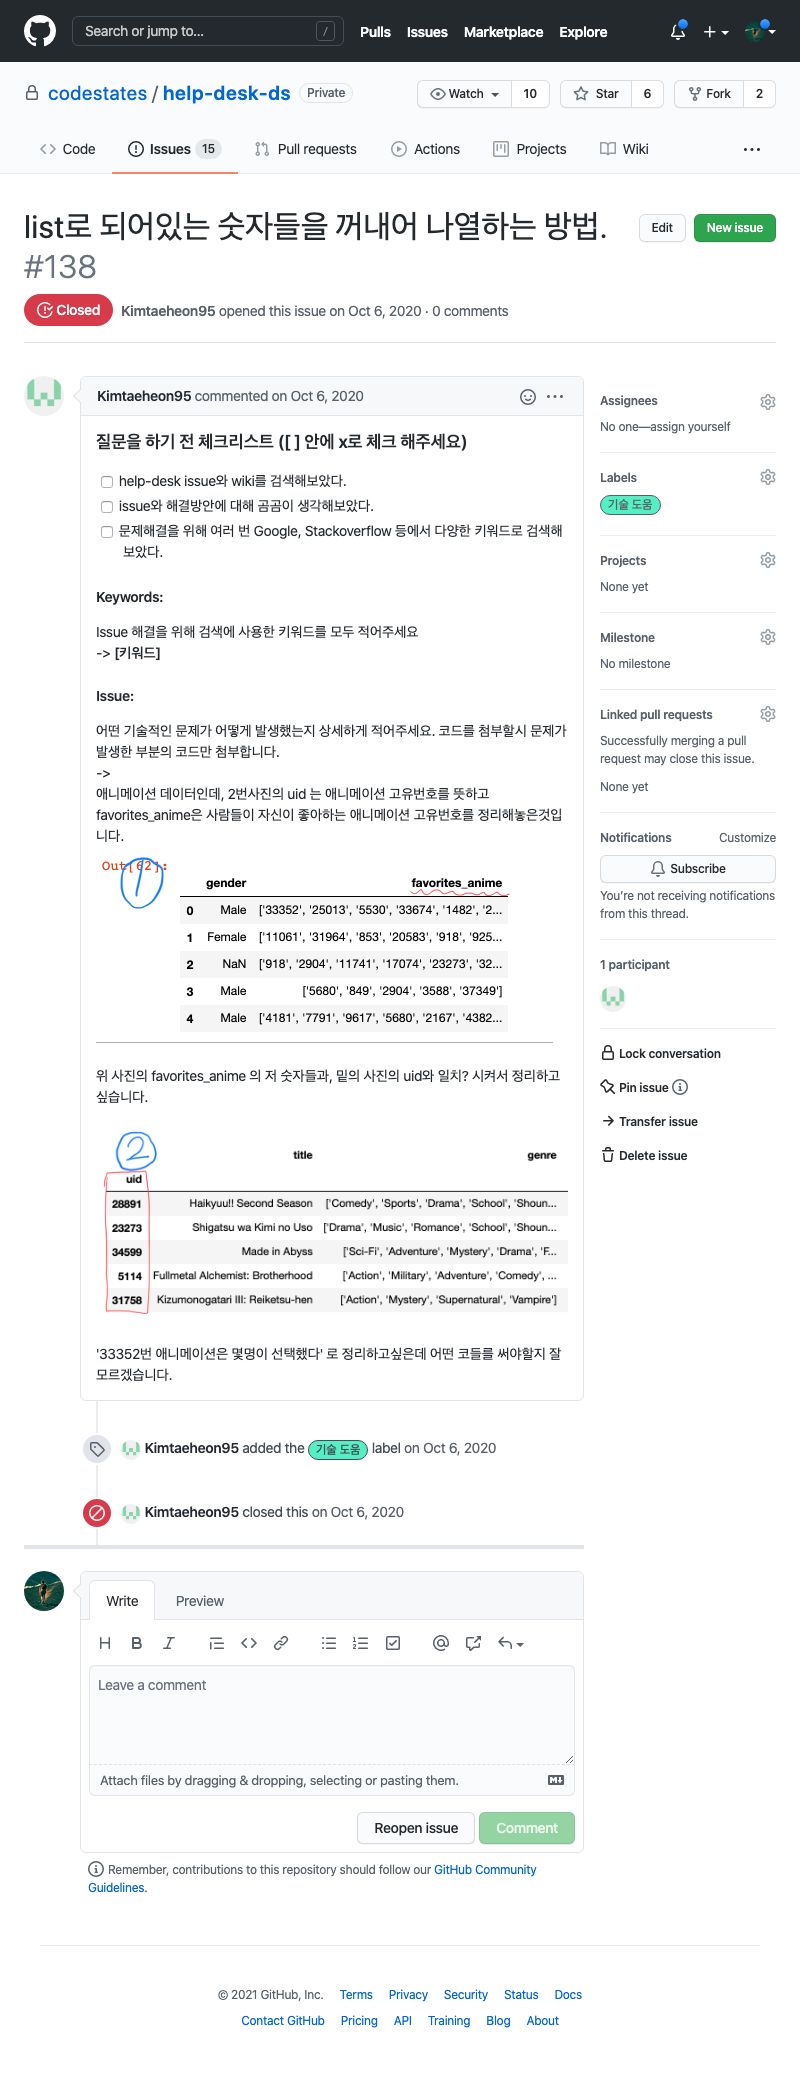 Search or jump to... /
Pulls Issues Marketplace Explore
codestates / help-desk-ds Private
Watch 10 Star 6 Fork 2
Code Issues 15 Pull requests Actions Projects Wiki ...
list로 되어있는 숫자들을 꺼내어 나열하는 방법.
#138
Edit New issue
Closed Kimtaeheon95 opened this issue on Oct 6, 2020 · 0 comments
Kimtaeheon95 commented on Oct 6, 2020
질문을 하기 전 체크리스트 ([ ] 안에 x로 체크 해주세요)
help-desk issue와 wiki를 검색해보았다.
issue와 해결방안에 대해 곰곰이 생각해보았다.
문제해결을 위해 여러 번 Google, Stackoverflow 등에서 다양한 키워드로 검색해
보았다.
Keywords:
Issue 해결을 위해 검색에 사용한 키워드를 모두 적어주세요
-> [키워드]
Issue:
어떤 기술적인 문제가 어떻게 발생했는지 상세하게 적어주세요. 코드를 첨부할시 문제가
발생한 부분의 코드만 첨부합니다.
->
애니메이션 데이터인데, 2번사진의 uid 는 애니메이션 고유번호를 뜻하고
favorites_anime은 사람들이 자신이 좋아하는 애니메이션 고유번호를 정리해놓은것입
니다.
Out[62]:
1
gender favorites_anime
0 Male ['33352', '25013', '5530', '33674', '1482', '2...
1 Female ['11061', '31964', '853', '20583', '918', '925...
2 NaN ['918', '2904', '11741', '17074', '23273', '32...
3 Male ['5680', '849', '2904', '3588', '37349']
4 Male ['4181', '7791', '9617', '5680', '2167', '4382...
위 사진의 favorites_anime 의 저 숫자들과, 밑의 사진의 uid와 일치? 시켜서 정리하고
싶습니다.
2
title genre
uid
28891 Haikyuu!! Second Season ['Comedy', 'Sports', 'Drama', 'School', 'Shoun...
23273 Shigatsu wa Kimi no Uso ['Drama', 'Music', 'Romance', 'School', 'Shoun...
34599 Made in Abyss ['Sci-Fi', 'Adventure', 'Mystery', 'Drama', 'F...
5114 Fullmetal Alchemist: Brotherhood ['Action', 'Military', 'Adventure', 'Comedy', ...
31758 Kizumonogatari III: Reiketsu-hen ['Action', 'Mystery', 'Supernatural', 'Vampire']
'33352번 애니메이션은 몇명이 선택했다' 로 정리하고싶은데 어떤 코들를 써야할지 잘
모르겠습니다.
Kimtaeheon95 added the 기술 도움 label on Oct 6, 2020
Kimtaeheon95 closed this on Oct 6, 2020
Assignees
No one—assign yourself
Labels
기술 도움
Projects
None yet
Milestone
No milestone
Linked pull requests
Successfully merging a pull
request may close this issue.
None yet
Notifications Customize
Subscribe
You're not receiving notifications
from this thread.
1 participant
Lock conversation
Pin issue
Transfer issue
Delete issue
Write Preview
H B I @
Leave a comment
Attach files by dragging & dropping, selecting or pasting them.
Reopen issue Comment
Remember, contributions to this repository should follow our GitHub Community
Guidelines.
© 2021 GitHub, Inc. Terms Privacy Security Status Docs
Contact GitHub Pricing API Training Blog About